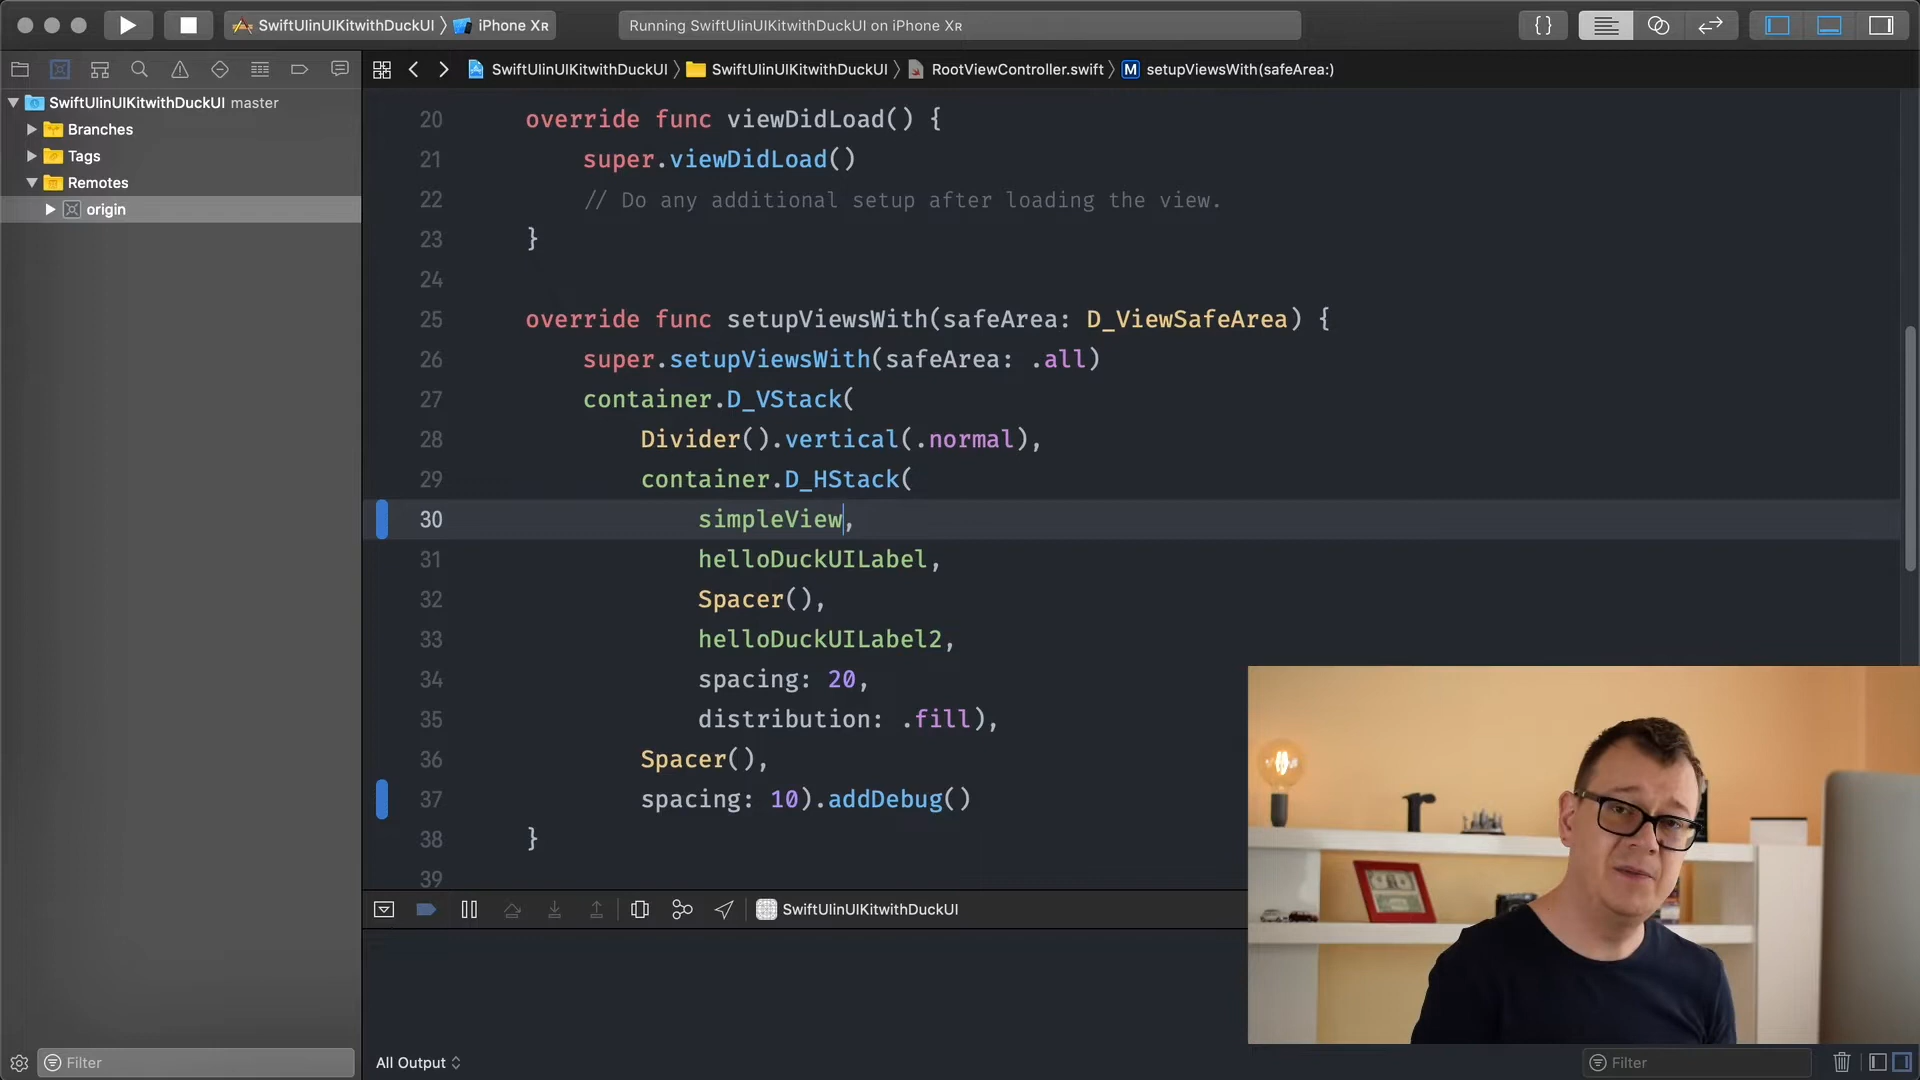 SwiftUIinUIKitwithDuckUI 〉 iPhone XR
Running SwiftUIinUIKitwithDuckUI on iPhone XR
{}
SwiftUIinUIKitwithDuckUI 〉 SwiftUIinUIKitwithDuckUI 〉 RootViewController.swift 〉 M setupViewsWith(safeArea:)
SwiftUIinUIKitwithDuckUI master
Branches
Tags
Remotes
origin
20 override func viewDidLoad() {
21 super.viewDidLoad()
22 // Do any additional setup after loading the view.
23 }
24
25 override func setupViewsWith(safeArea: D_ViewSafeArea) {
26 super.setupViewsWith(safeArea: .all)
27 container.D_VStack(
28 Divider().vertical(.normal),
29 container.D_HStack(
30 simpleView,
31 helloDuckUILabel,
32 Spacer(),
33 helloDuckUILabel2,
34 spacing: 20,
35 distribution: .fill),
36 Spacer(),
37 spacing: 10).addDebug()
38 }
39
SwiftUIinUIKitwithDuckUI
Filter
All Output
Filter